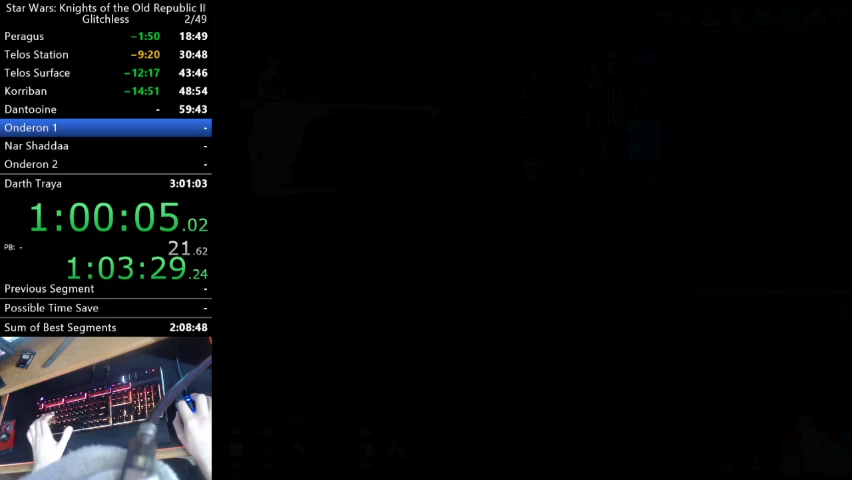 Star Wars: Knights of the Old Republic II
Glitchless 2/49
Peragus -1:50 18:49
Telos Station -9:20 30:48
Telos Surface -12:17 43:46
Korriban -14:51 48:54
Dantooine - 59:43
Onderon 1 -
Nar Shaddaa -
Onderon 2 -
Darth Traya 3:01:03
1:00:05.02
PB: - 21.62
1:03:29.24
Previous Segment -
Possible Time Save -
Sum of Best Segments 2:08:48